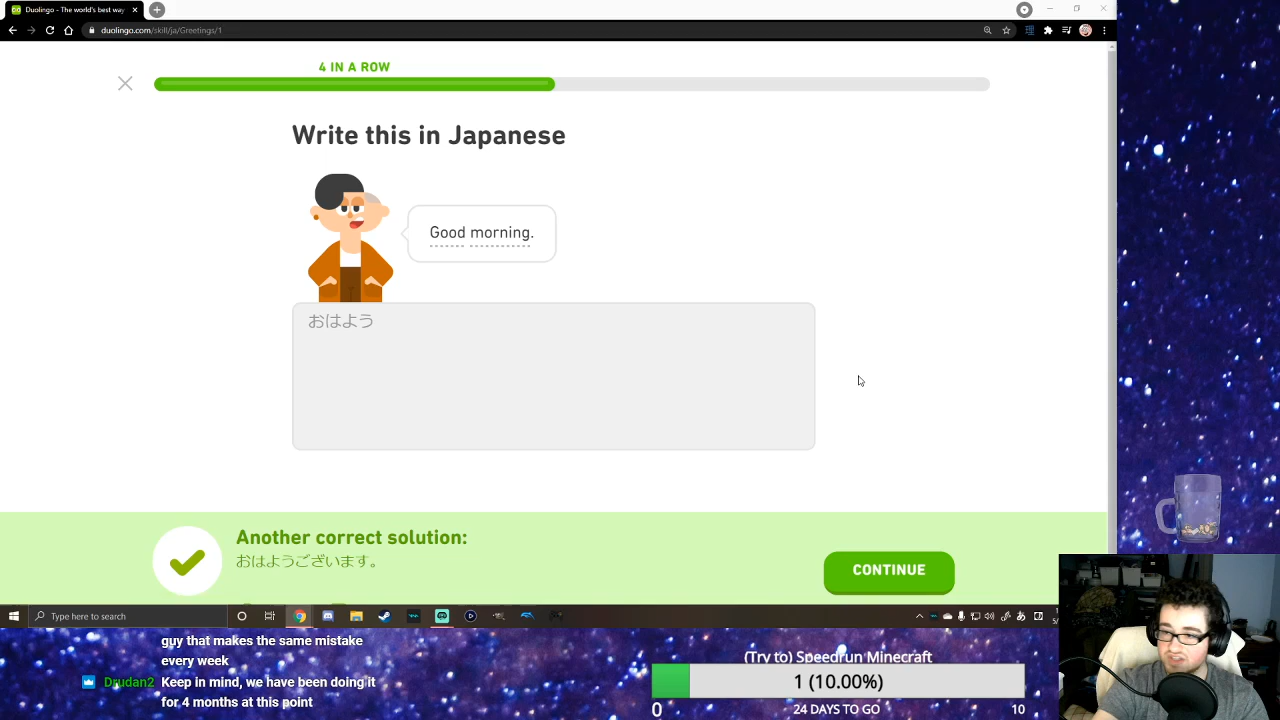 Duolingo - The world's best way
duolingo.com/skill/ja/Greetings/1
4 IN A ROW
Write this in Japanese
Good morning.
おはよう
Another correct solution:
おはようございます。
CONTINUE
Type here to search
guy that makes the same mistake
every week
Drudan2 Keep in mind, we have been doing it
for 4 months at this point
(Try to) Speedrun Minecraft
1 (10.00%)
0
24 DAYS TO GO
10